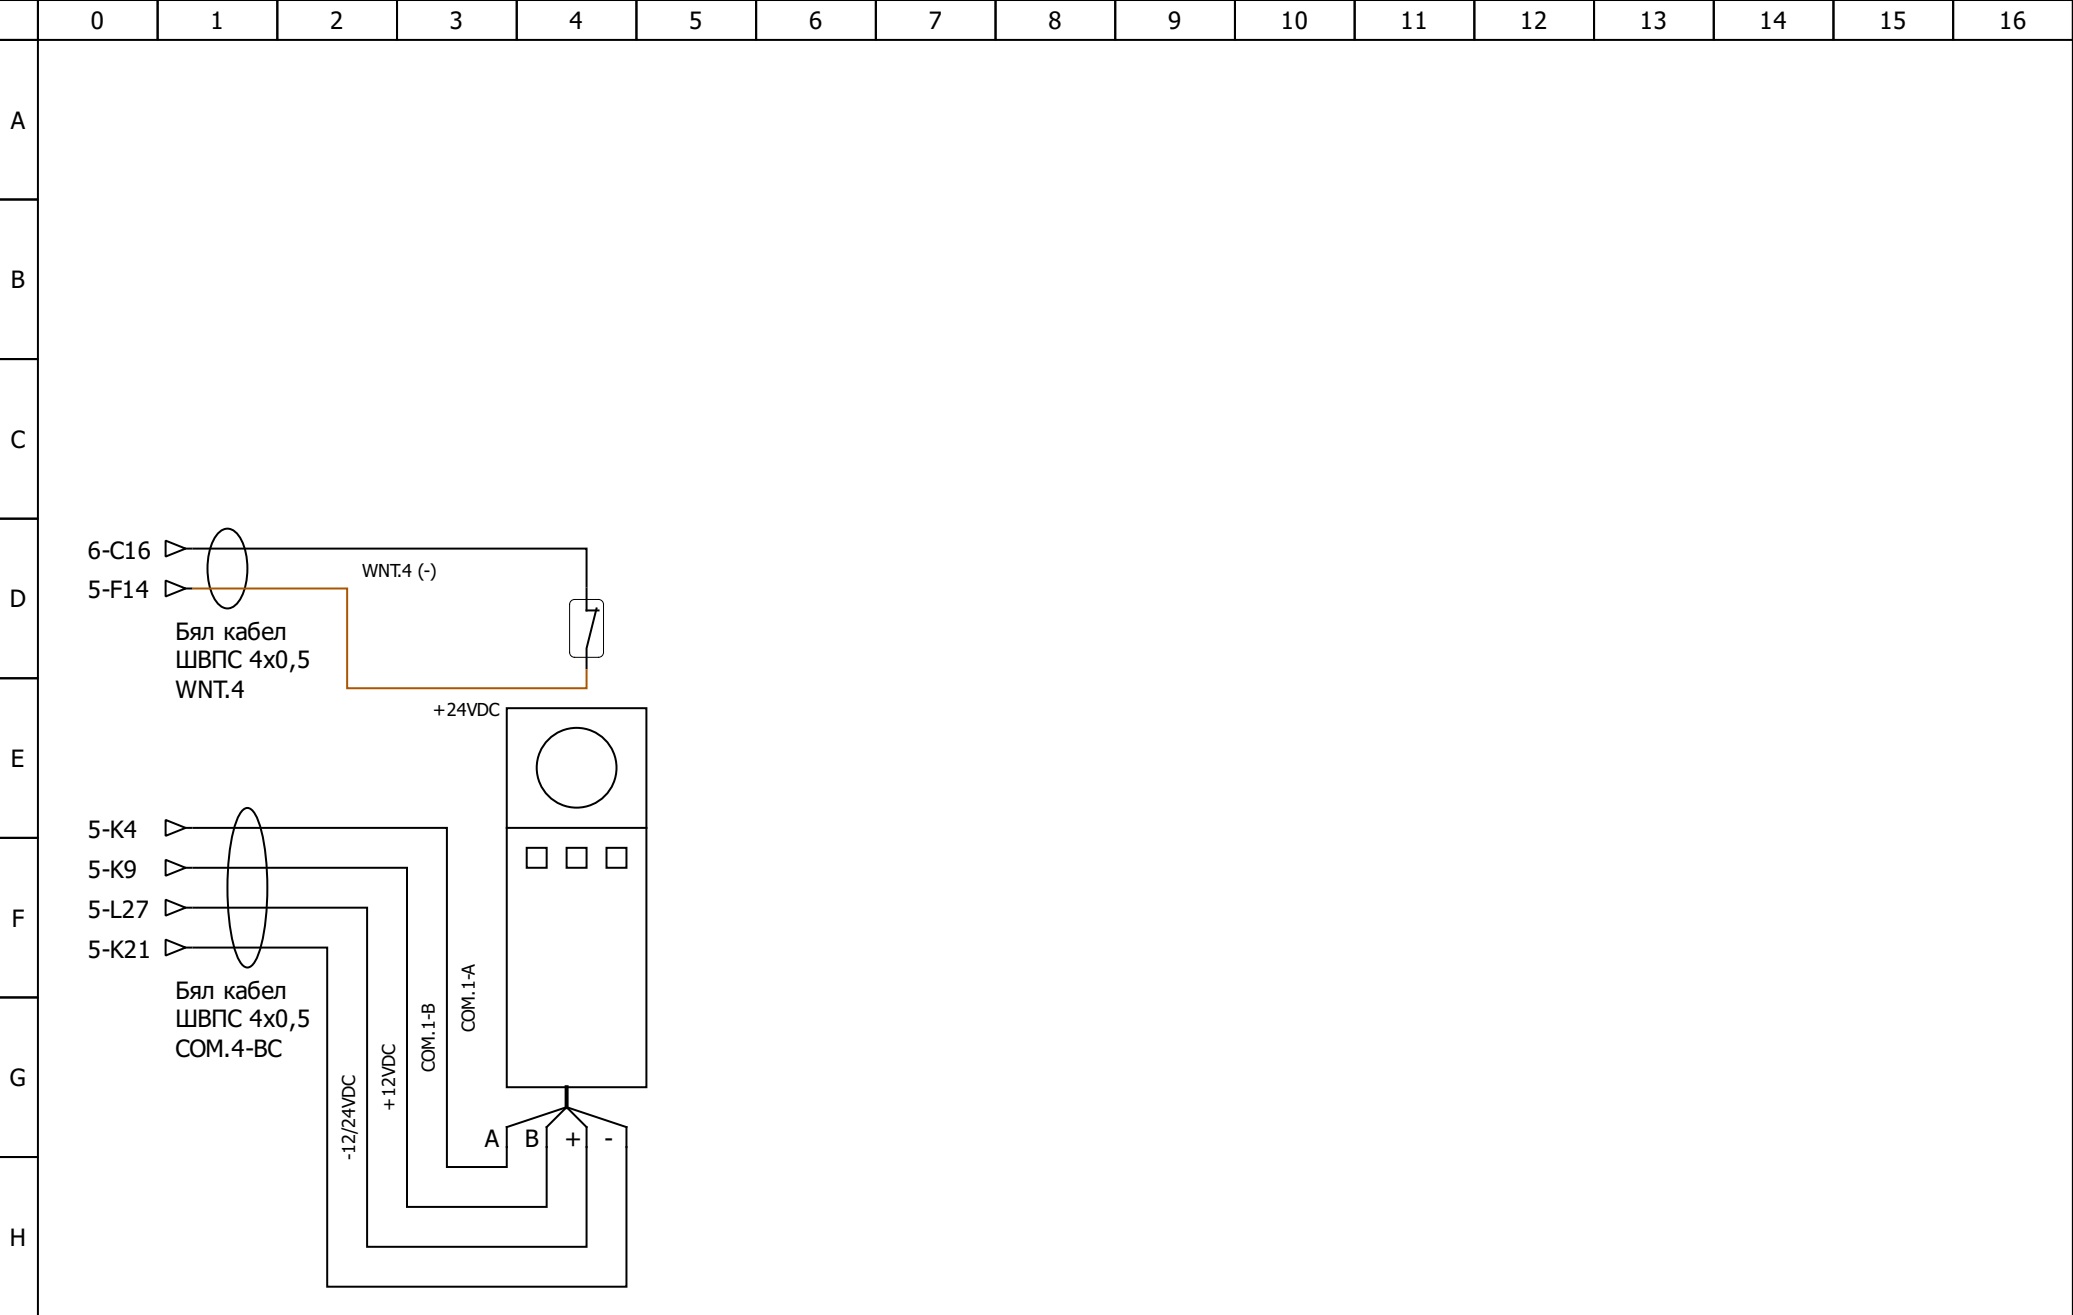 0 1 2 3 4 5 6 7 8 9 10 11 12 13 14 15 16
A
B
C
D
E
F
G
H
6-C16
WNT.4 (-)
5-F14
Бял кабел
ШВПС 4x0,5
WNT.4
+24VDC
5-K4
5-K9
5-L27
5-K21
Бял кабел
ШВПС 4x0,5
COM.4-BC
-12/24VDC
+12VDC
COM.1-B
COM.1-A
A B + -